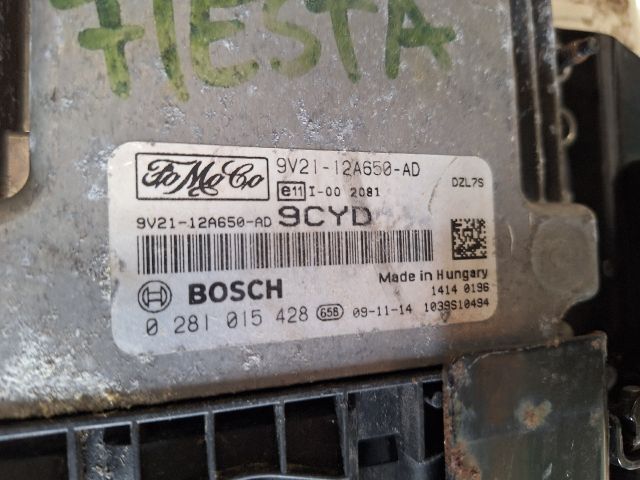 FIESTA
FoMoCo
9V21-12A650-AD
DZL7S
e11 I-00 2081
9V21-12A650-AD 9CYD
Made in Hungary
BOSCH
1414 0196
0 281 015 428 65B 09-11-14 1039S10494